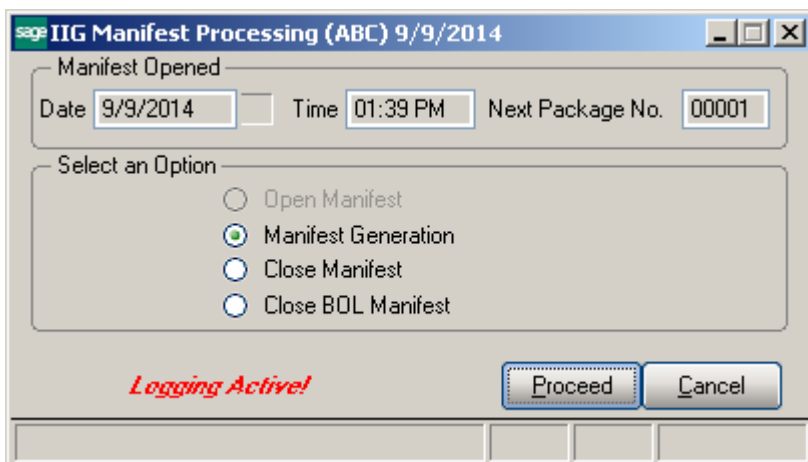 sage IIG Manifest Processing (ABC) 9/9/2014
Manifest Opened
Date 9/9/2014 Time 01:39 PM Next Package No. 00001
Select an Option
Open Manifest
Manifest Generation
Close Manifest
Close BOL Manifest
Logging Active!
Proceed Cancel